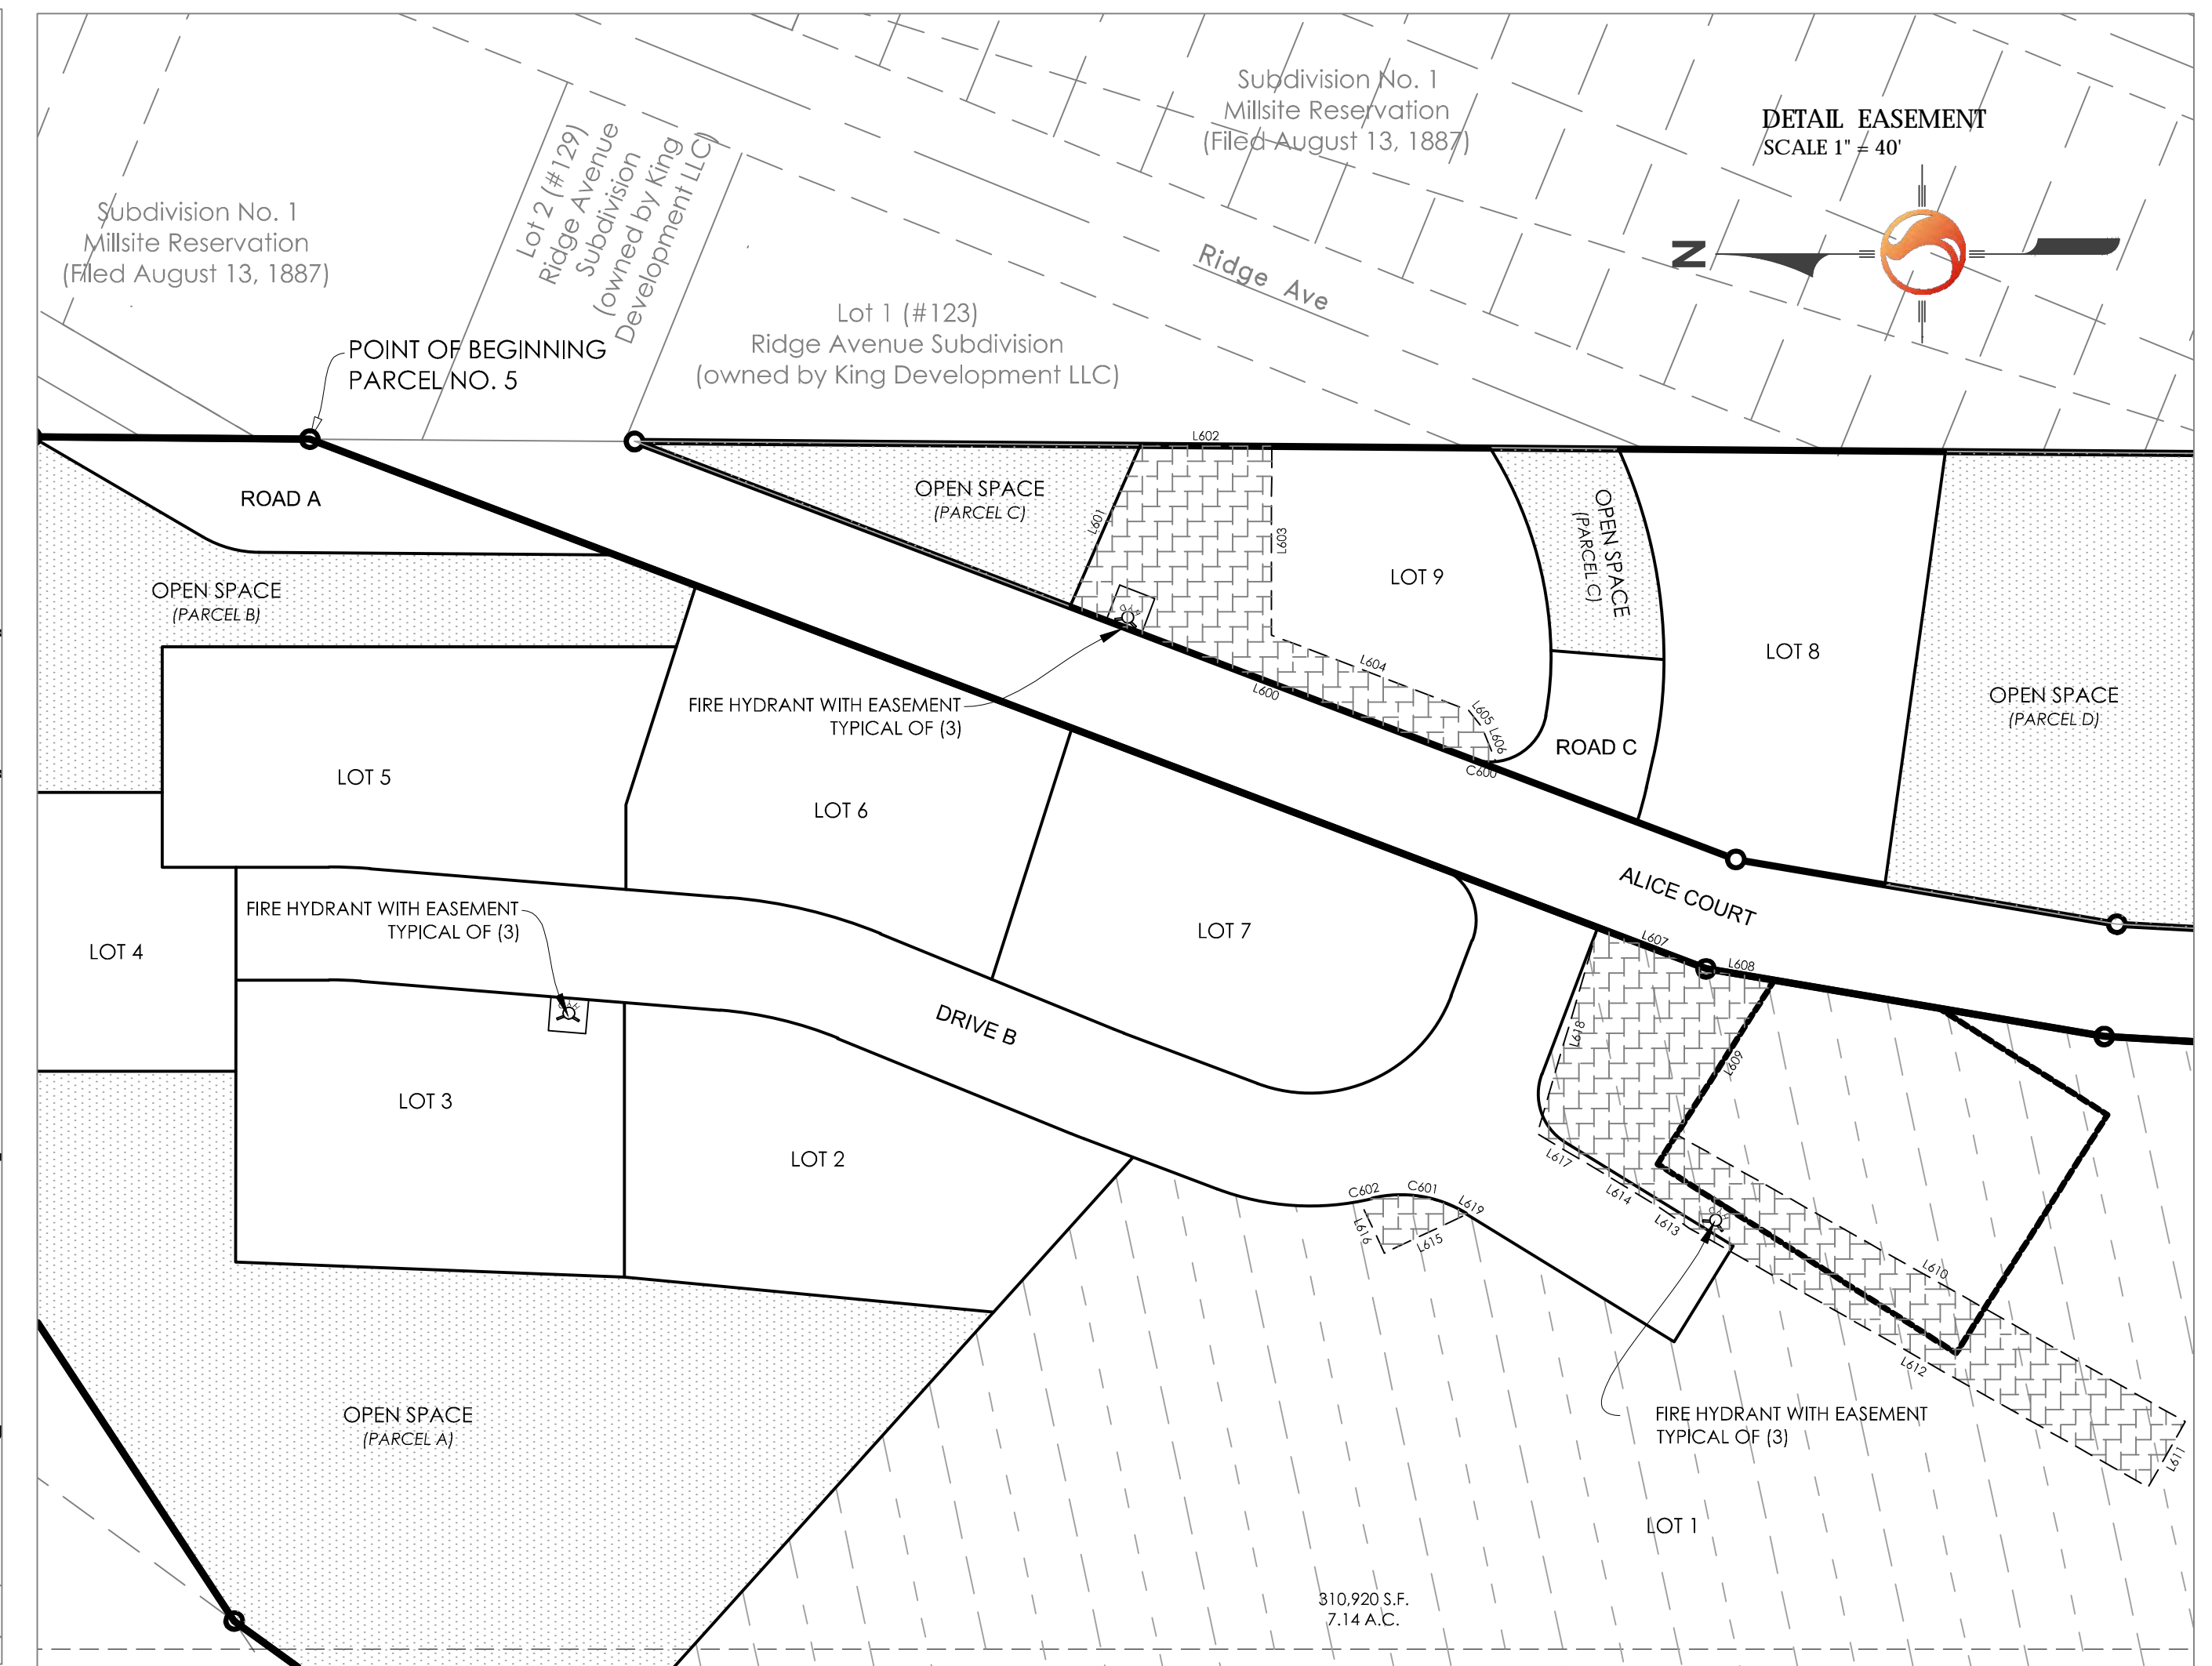 Subdivision No. 1
Millsite Reservation
(Filed August 13, 1887)
DETAIL EASEMENT
SCALE 1" = 40'
N
Lot 2 (#129)
Ridge Avenue
Subdivision
(owned by King
Development LLC)
Subdivision No. 1
Millsite Reservation
(Filed August 13, 1887)
Ridge Ave
Lot 1 (#123)
Ridge Avenue Subdivision
(owned by King Development LLC)
POINT OF BEGINNING
PARCEL NO. 5
L602
ROAD A
OPEN SPACE
(PARCEL C)
L601
L603
OPEN SPACE
(PARCEL C)
LOT 9
OPEN SPACE
(PARCEL B)
LOT 8
L604
L600
L605
L606
C600
ROAD C
OPEN SPACE
(PARCEL D)
FIRE HYDRANT WITH EASEMENT
TYPICAL OF (3)
LOT 5
LOT 6
ALICE COURT
FIRE HYDRANT WITH EASEMENT
TYPICAL OF (3)
LOT 4
LOT 7
L607
L608
DRIVE B
L618
L609
LOT 3
LOT 2
L617
L614
L613
C602
C601
L619
L616
L615
L610
L612
L611
FIRE HYDRANT WITH EASEMENT
TYPICAL OF (3)
OPEN SPACE
(PARCEL A)
LOT 1
310,920 S.F.
7.14 A.C.